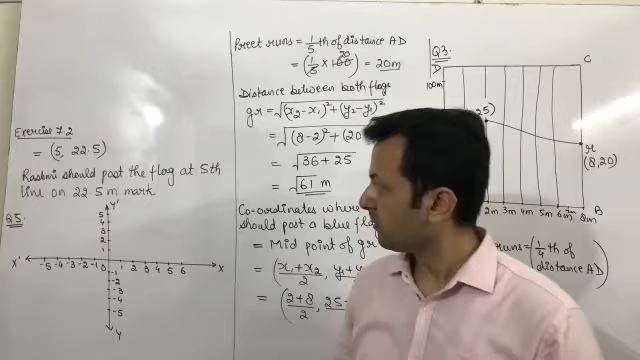 Exercise 7.2
= (5, 22.5)
Rashmi should post the flag at 5th
line on 22.5 m mark
Q5.
Y'
5
4
3
2
1
X' -5 -4 -3 -2 -1 0 1 2 3 4 5 6 X
-1
-2
-3
-4
-5
Y
Preet runs = 1/5 th of distance AD
= (1/5 × 100 20) = 20m
Distance between both flags
gr = √(x2 - x1)² + (y2 - y1)²
= √(8-2)² + (20
= √36 + 25
= √61 m
Co-ordinates where
should post a blue flag
= Mid point of gr
= (x1 + x2/2, y1 +
= (2+8/2, 25
Q3.
D
C
100m
25)
r
(8,20)
B
2m 3m 4m 5m 6m 7m 8m
runs = (1/4 th of
distance AD)